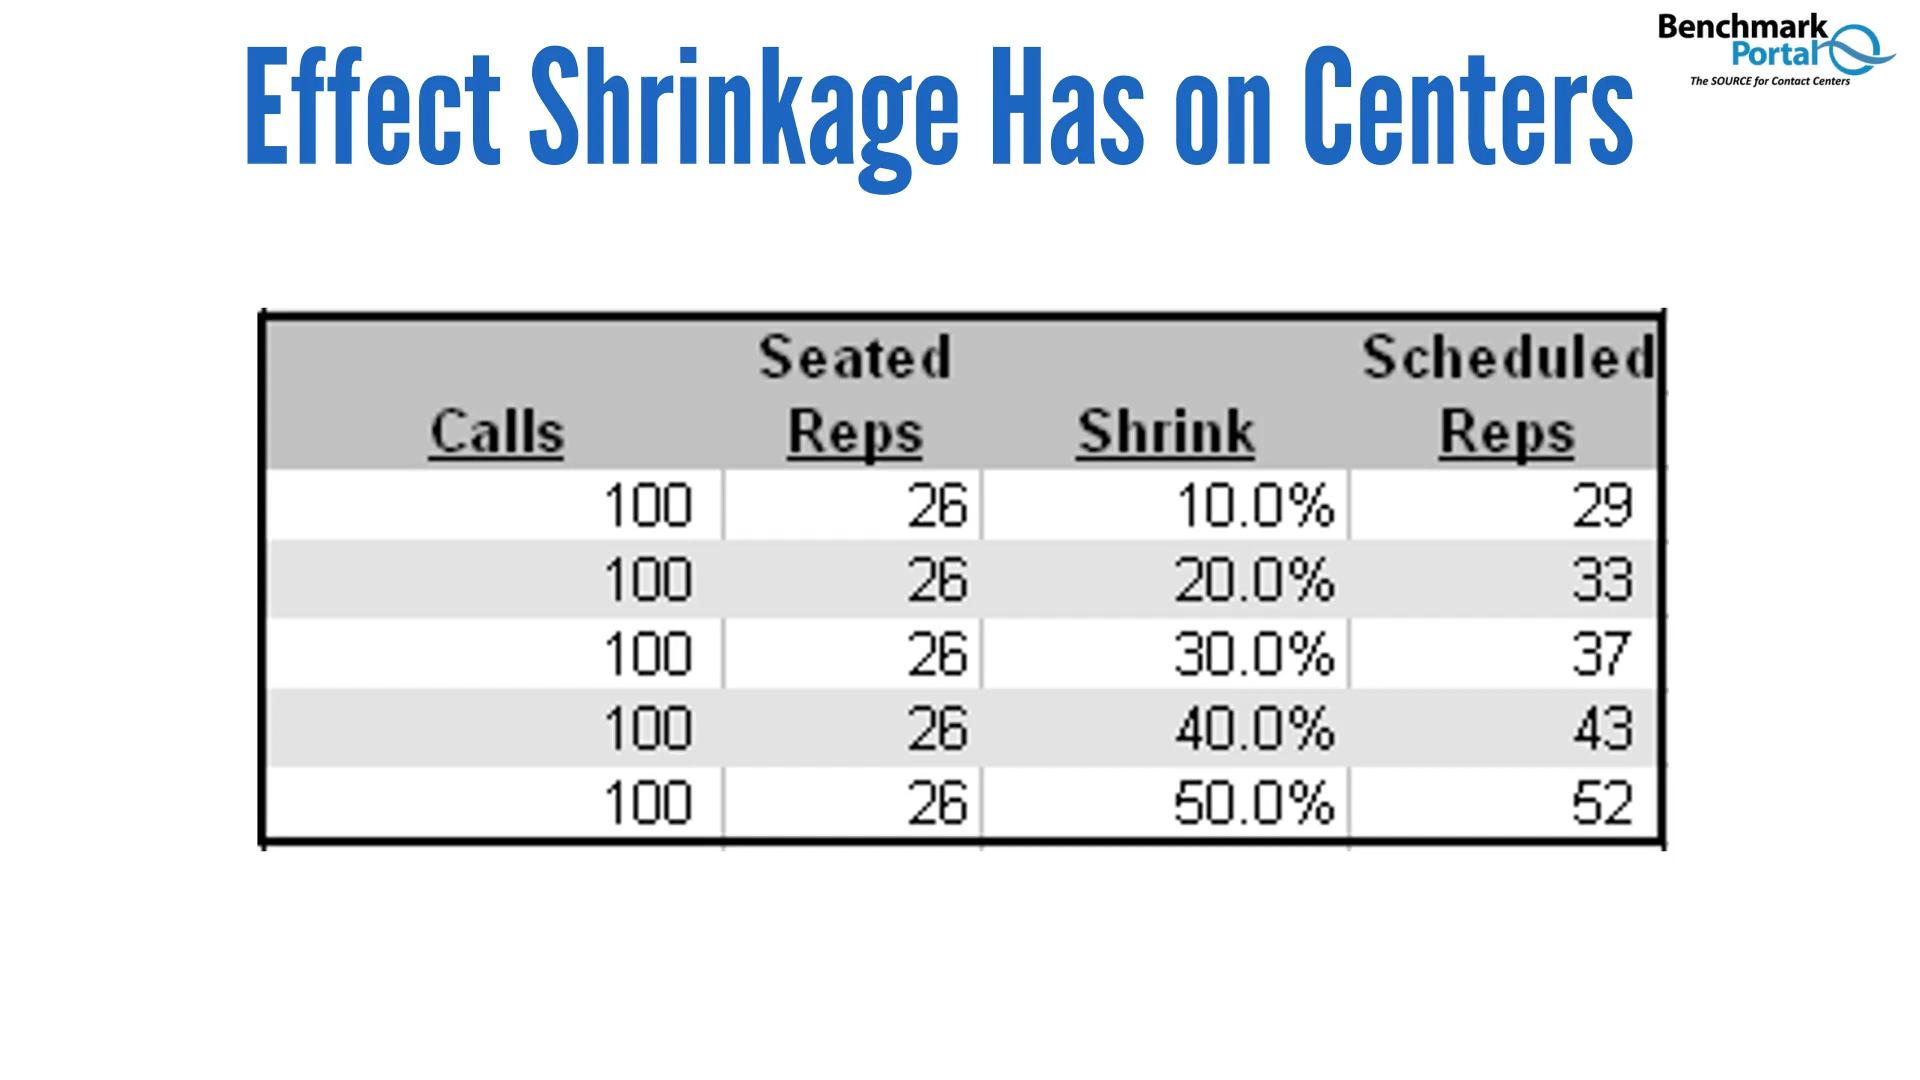 Effect Shrinkage Has on Centers
Benchmark
Portal
The SOURCE for Contact Centers
Seated Scheduled
Calls Reps Shrink Reps
100 26 10.0% 29
100 26 20.0% 33
100 26 30.0% 37
100 26 40.0% 43
100 26 50.0% 52